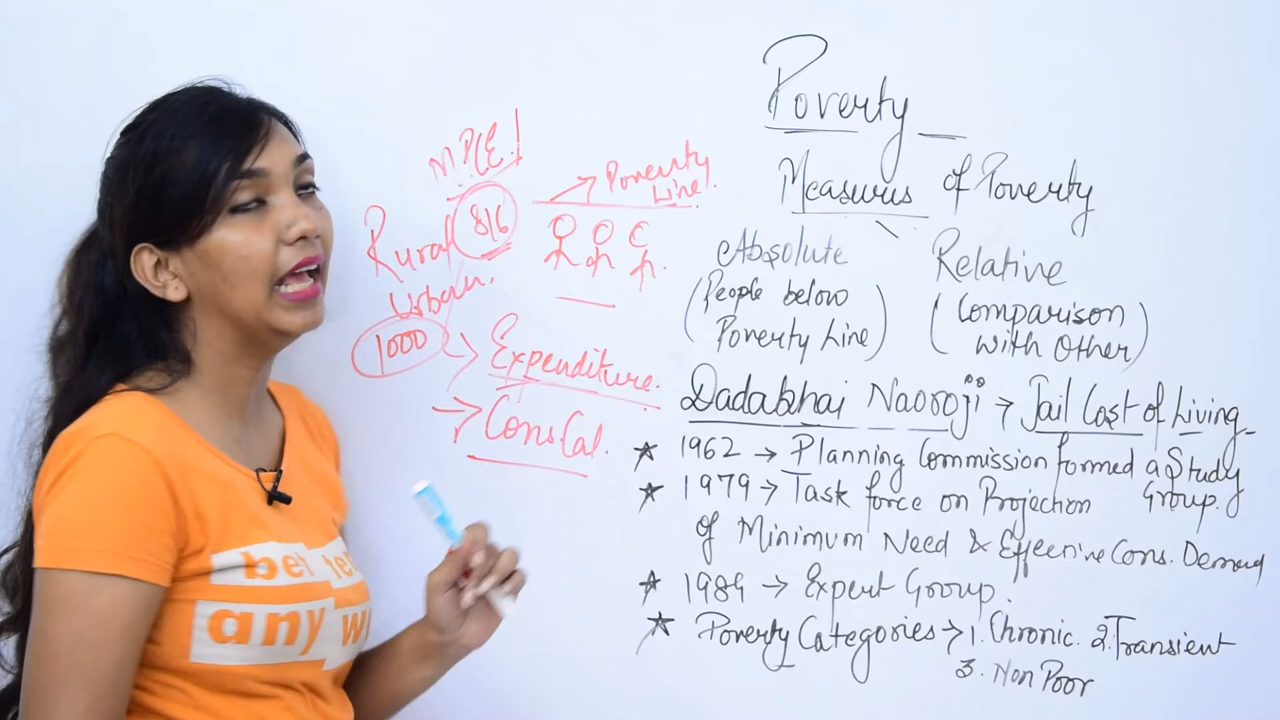 Poverty
Measures of Poverty
Absolute
(People below
Poverty Line)
Relative
(Comparison
with Other)
Dadabhai Naoroji → Jail Cost of Living
★ 1962 → Planning Commission formed a Study
Group.
★ 1979 → Task force on Projection
of Minimum Need & Effective Cons. Demand
★ 1989 → Expert Group.
★ Poverty Categories → 1. Chronic. 2. Transient
3. Non Poor
MPCE!
Rural 816
Urban.
1000
→ Poverty
Line.
→ Expenditure.
→ Cons Cal.
any